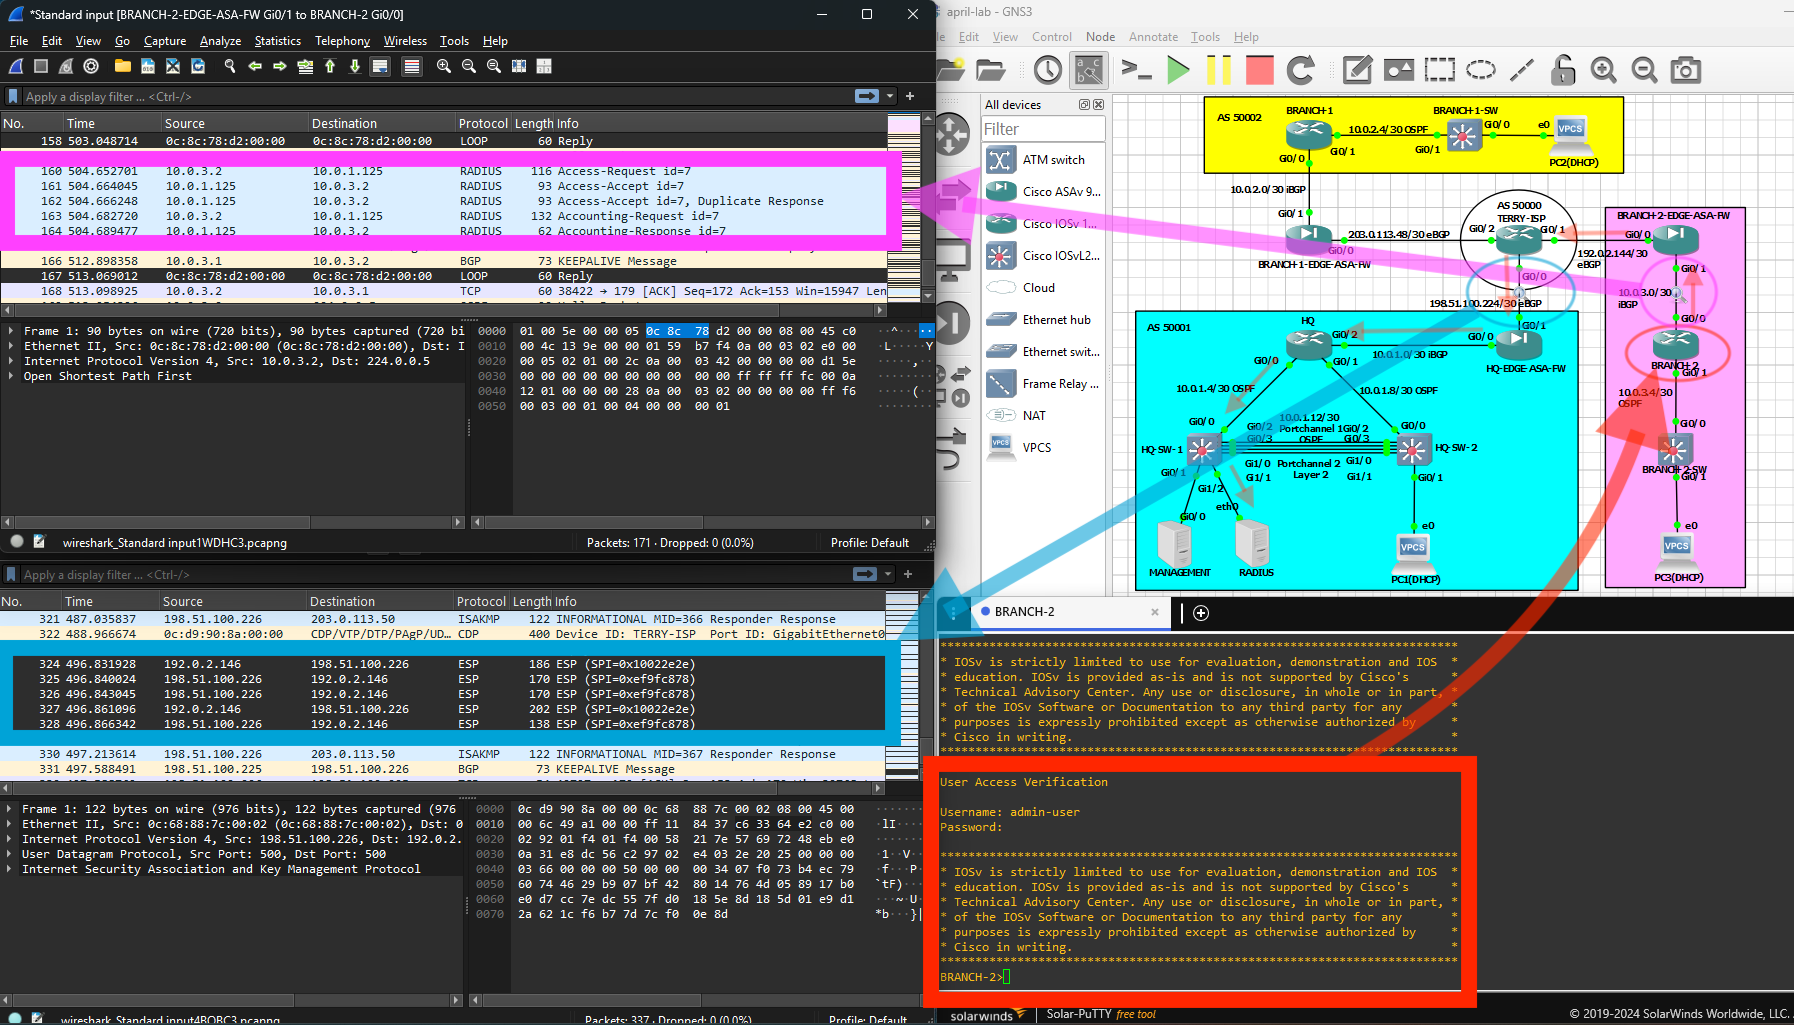 *Standard input [BRANCH-2-EDGE-ASA-FW Gi0/1 to BRANCH-2 Gi0/0]
File Edit View Go Capture Analyze Statistics Telephony Wireless Tools Help
Apply a display filter ... <Ctrl-/>
No. Time Source Destination Protocol Length Info
158 503.048714 0c:8c:78:d2:00:00 0c:8c:78:d2:00:00 LOOP 60 Reply
160 504.652701 10.0.3.2 10.0.1.125 RADIUS 116 Access-Request id=7
161 504.664045 10.0.1.125 10.0.3.2 RADIUS 93 Access-Accept id=7
162 504.666248 10.0.1.125 10.0.3.2 RADIUS 93 Access-Accept id=7, Duplicate Response
163 504.682720 10.0.3.2 10.0.1.125 RADIUS 132 Accounting-Request id=7
164 504.689477 10.0.1.125 10.0.3.2 RADIUS 62 Accounting-Response id=7
166 512.898358 10.0.3.1 10.0.3.2 BGP 73 KEEPALIVE Message
167 513.069012 0c:8c:78:d2:00:00 0c:8c:78:d2:00:00 LOOP 60 Reply
168 513.098925 10.0.3.2 10.0.3.1 TCP 60 38422 → 179 [ACK] Seq=172 Ack=153 Win=15947 Len
Frame 1: 90 bytes on wire (720 bits), 90 bytes captured (720 bi
Ethernet II, Src: 0c:8c:78:d2:00:00 (0c:8c:78:d2:00:00), Dst: I
Internet Protocol Version 4, Src: 10.0.3.2, Dst: 224.0.0.5
Open Shortest Path First
0000 01 00 5e 00 00 05 0c 8c 78 d2 00 00 08 00 45 c0
0010 00 4c 13 9e 00 00 01 59 b7 f4 0a 00 03 02 e0 00
0020 00 05 02 01 00 2c 0a 00 03 42 00 00 00 00 d1 5e
0030 00 00 00 00 00 00 00 00 00 00 ff ff ff fc 00 0a
0040 12 01 00 00 00 28 0a 00 03 02 00 00 00 00 ff f6
0050 00 03 00 01 00 04 00 00 00 01
wireshark_Standard input1WDHC3.pcapng
Packets: 171 · Dropped: 0 (0.0%)
Profile: Default
Apply a display filter ... <Ctrl-/>
No. Time Source Destination Protocol Length Info
321 487.035837 198.51.100.226 203.0.113.50 ISAKMP 122 INFORMATIONAL MID=366 Responder Response
322 488.966674 0c:d9:90:8a:00:00 CDP/VTP/DTP/PAgP/UD… CDP 400 Device ID: TERRY-ISP Port ID: GigabitEthernet0
324 496.831928 192.0.2.146 198.51.100.226 ESP 186 ESP (SPI=0x10022e2e)
325 496.840024 198.51.100.226 192.0.2.146 ESP 170 ESP (SPI=0xef9fc878)
326 496.843045 198.51.100.226 192.0.2.146 ESP 170 ESP (SPI=0xef9fc878)
327 496.861096 192.0.2.146 198.51.100.226 ESP 202 ESP (SPI=0x10022e2e)
328 496.866342 198.51.100.226 192.0.2.146 ESP 138 ESP (SPI=0xef9fc878)
330 497.213614 198.51.100.226 203.0.113.50 ISAKMP 122 INFORMATIONAL MID=367 Responder Response
331 497.588491 198.51.100.225 198.51.100.226 BGP 73 KEEPALIVE Message
Frame 1: 122 bytes on wire (976 bits), 122 bytes captured (976
Ethernet II, Src: 0c:68:88:7c:00:02 (0c:68:88:7c:00:02), Dst: 0
Internet Protocol Version 4, Src: 198.51.100.226, Dst: 192.0.2.
User Datagram Protocol, Src Port: 500, Dst Port: 500
Internet Security Association and Key Management Protocol
0000 0c d9 90 8a 00 00 0c 68 88 7c 00 02 08 00 45 00
0010 00 6c 49 a1 00 00 ff 11 84 37 c6 33 64 e2 c0 00
0020 02 92 01 f4 01 f4 00 58 21 7e 57 69 72 48 eb e0
0030 0a 31 e8 dc 56 c2 97 02 e4 03 2e 20 25 00 00 00
0040 03 66 00 00 00 50 00 00 00 34 07 f0 73 b4 ec 79
0050 60 74 46 29 b9 07 bf 42 80 14 76 4d 05 89 17 b0
0060 e0 d7 cc 7e dc 55 7f d0 18 5e 8d 18 5d 01 e9 d1
0070 2a 62 1c f6 b7 7d 7c f0 0e 8d
wireshark_Standard input4BOBC3.pcapng
Packets: 337 · Dropped: 0 (0.0%)
Profile: Default
april-lab - GNS3
Edit View Control Node Annotate Tools Help
All devices
Filter
ATM switch
Cisco ASAv 9...
Cisco IOSv 1...
Cisco IOSvL2...
Cloud
Ethernet hub
Ethernet swit...
Frame Relay ...
NAT
VPCS
AS 50002
BRANCH-1
BRANCH-1-SW
10.0.2.4/30 OSPF
Gi0/0
e0
VPCS
Gi0/0
Gi0/1
Gi0/1
PC2(DHCP)
10.0.2.0/30 iBGP
Gi0/1
203.0.113.48/30 eBGP
Gi0/0
BRANCH-1-EDGE-ASA-FW
AS 50000
TERRY-ISP
Gi0/2
Gi0/1
Gi0/0
198.51.100.224/30 eBGP
BRANCH-2-EDGE-ASA-FW
Gi0/0
192.0.2.144/30
eBGP
Gi0/1
10.0.3.0/30
iBGP
Gi0/0
BRANCH-2
Gi0/1
10.0.3.4/30
OSPF
Gi0/0
BRANCH-2-SW
Gi0/1
e0
VPCS
PC3(DHCP)
AS 50001
HQ
Gi0/2
Gi0/1
Gi0/0
Gi0/1
10.0.1.0/30 iBGP
HQ-EDGE-ASA-FW
10.0.1.4/30 OSPF
10.0.1.8/30 OSPF
Gi0/0
10.0.1.12/30
Gi0/2 Portchannel 1 Gi0/2
Gi0/3 OSPF Gi0/3
Gi0/0
HQ-SW-1
HQ-SW-2
Gi1/0 Portchannel 2 Gi1/0
Gi1/1 Layer 2 Gi1/1
Gi0/1
Gi1/2
Gi0/1
eth0
Gi0/0
e0
VPCS
MANAGEMENT
RADIUS
PC1(DHCP)
BRANCH-2
**************************************************************************
* IOSv is strictly limited to use for evaluation, demonstration and IOS *
* education. IOSv is provided as-is and is not supported by Cisco's *
* Technical Advisory Center. Any use or disclosure, in whole or in part, *
* of the IOSv Software or Documentation to any third party for any *
* purposes is expressly prohibited except as otherwise authorized by *
* Cisco in writing. *
**************************************************************************
User Access Verification
Username: admin-user
Password:
**************************************************************************
* IOSv is strictly limited to use for evaluation, demonstration and IOS *
* education. IOSv is provided as-is and is not supported by Cisco's *
* Technical Advisory Center. Any use or disclosure, in whole or in part, *
* of the IOSv Software or Documentation to any third party for any *
* purposes is expressly prohibited except as otherwise authorized by *
* Cisco in writing. *
**************************************************************************
BRANCH-2>
solarwinds
Solar-PuTTY free tool
© 2019-2024 SolarWinds Worldwide, LLC.